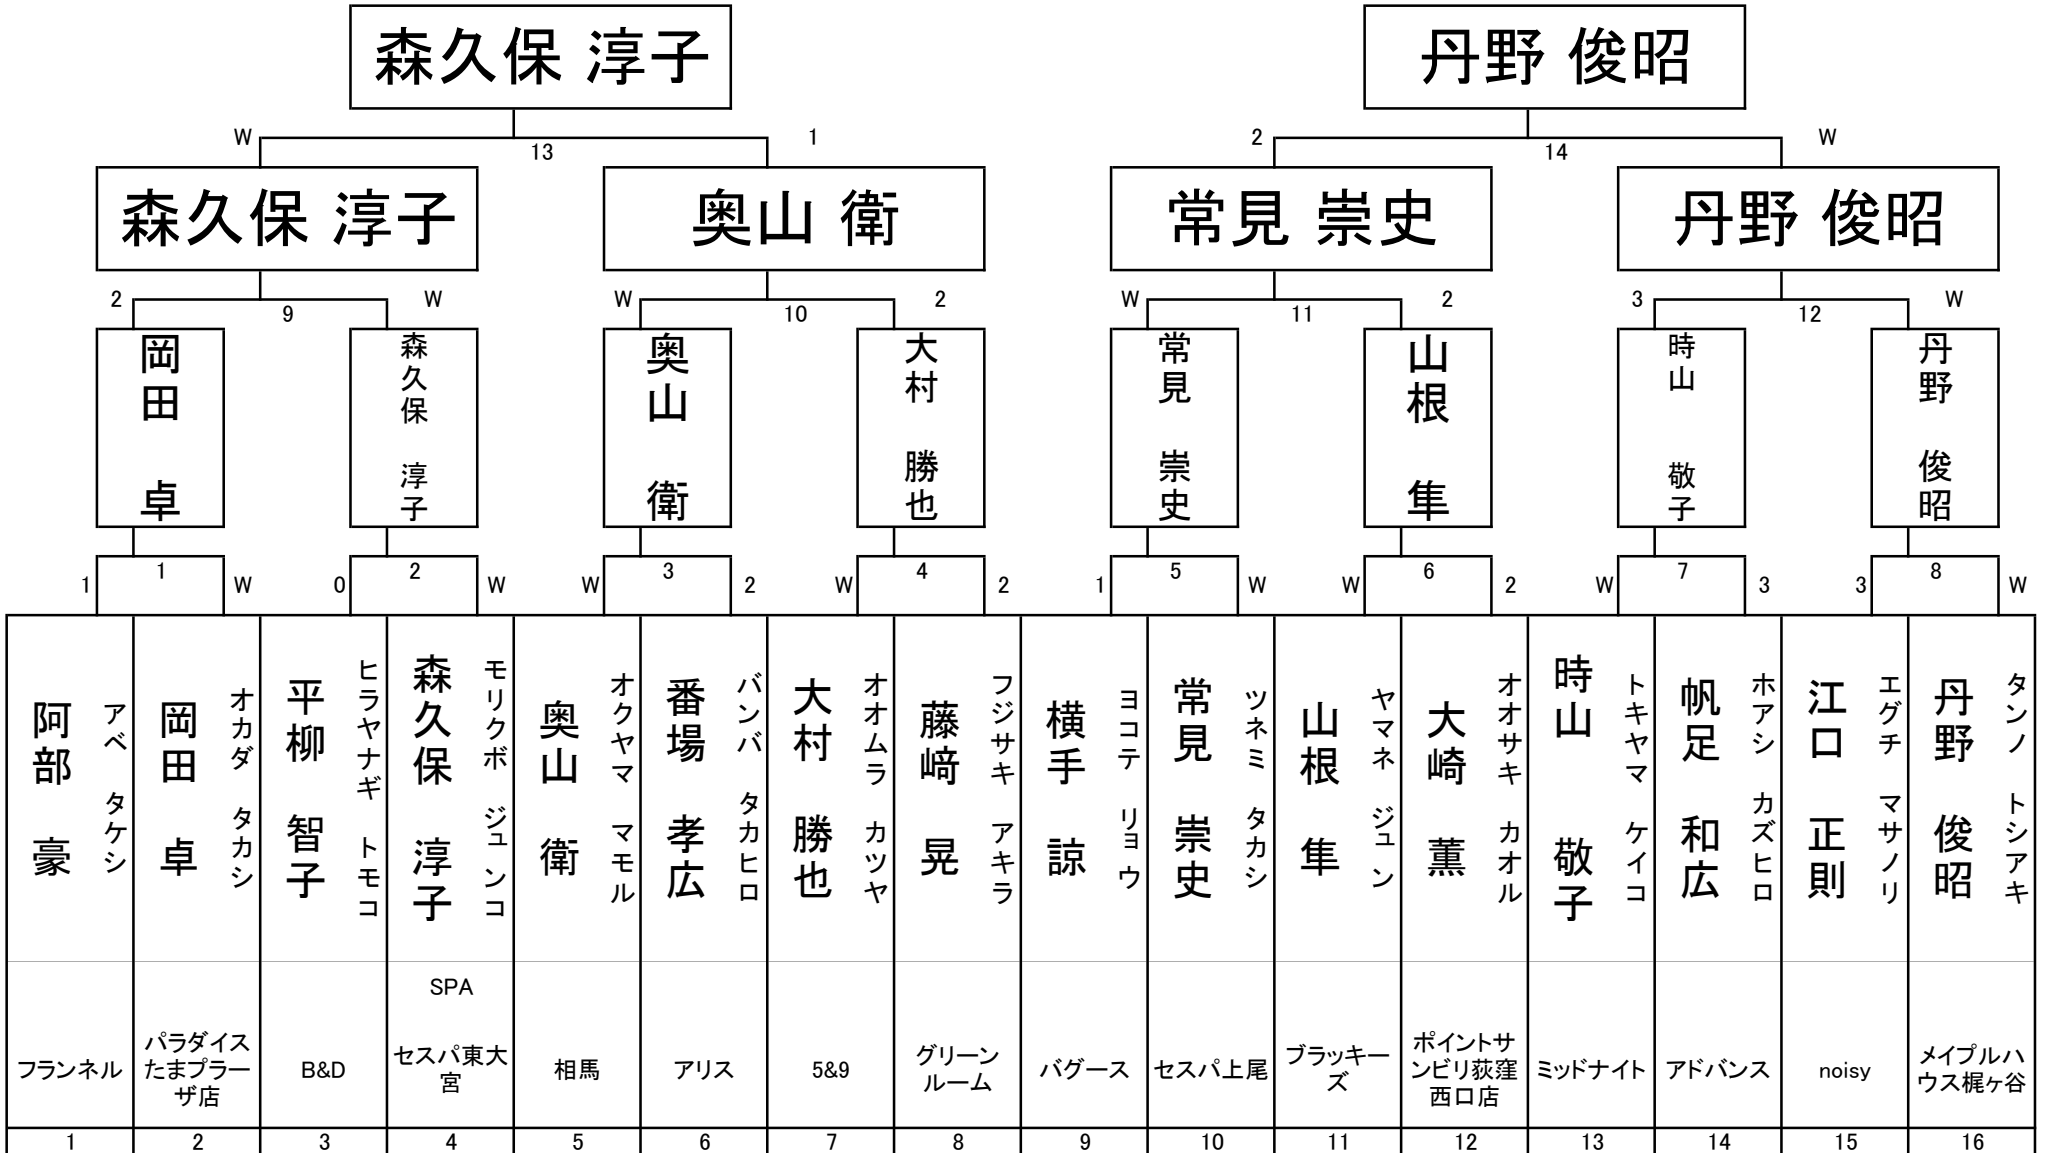 森久保 淳子
丹野 俊昭
W
13
1
2
14
W
森久保 淳子
奥山 衛
常見 崇史
丹野 俊昭
2
9
W
W
10
2
W
11
2
3
12
W
岡田 卓
森久保 淳子
奥山 衛
大村 勝也
常見 崇史
山根 隼
時山 敬子
丹野 俊昭
1
1
W
0
2
W
W
3
2
W
4
2
1
5
W
W
6
2
W
7
3
3
8
W
阿部 豪
アベ タケシ
岡田 卓
オカダ タカシ
平柳 智子
ヒラヤナギ トモコ
森久保 淳子
モリクボ ジュンコ
奥山 衛
オクヤマ マモル
番場 孝広
バンバ タカヒロ
大村 勝也
オオムラ カツヤ
藤﨑 晃
フジサキ アキラ
横手 諒
ヨコテ リョウ
常見 崇史
ツネミ タカシ
山根 隼
ヤマネ ジュン
大崎 薫
オオサキ カオル
時山 敬子
トキヤマ ケイコ
帆足 和広
ホアシ カズヒロ
江口 正則
エグチ マサノリ
丹野 俊昭
タンノ トシアキ
フランネル
パラダイス
たまプラー
ザ店
B&D
SPA
セスパ東大
宮
相馬
アリス
5&9
グリーン
ルーム
バグース
セスパ上尾
ブラッキー
ズ
ポイントサ
ンビリ荻窪
西口店
ミッドナイト
アドバンス
noisy
メイプルハ
ウス梶ヶ谷
1
2
3
4
5
6
7
8
9
10
11
12
13
14
15
16